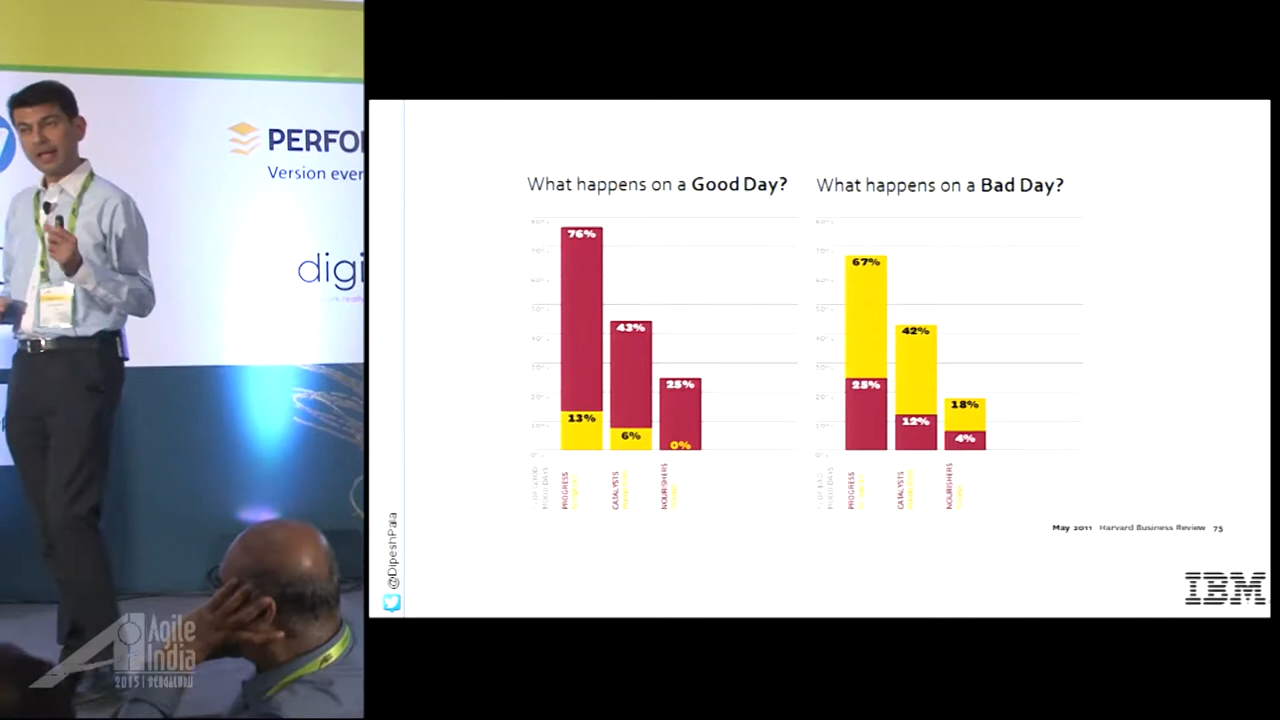 PERFO
Version ever
digi
Agile
India
2015 | BENGALURU
What happens on a Good Day?
76%
43%
25%
13%
6%
0%
PROGRESS
CATALYSTS
NOURISHERS
What happens on a Bad Day?
67%
42%
25%
18%
12%
4%
PROGRESS
CATALYSTS
NOURISHERS
May 2011 Harvard Business Review 75
@DipeshPala
IBM